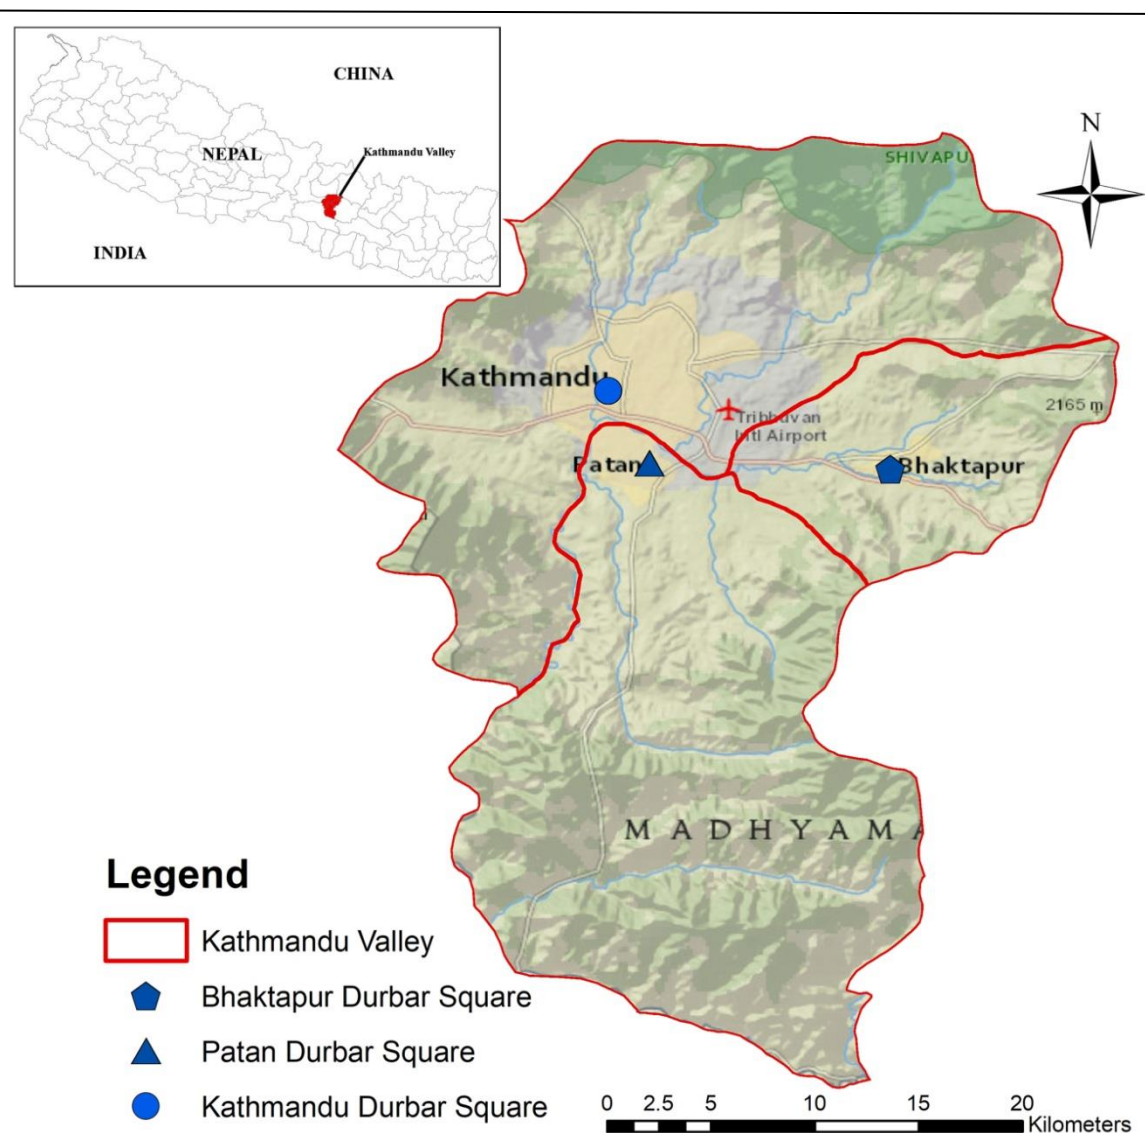 CHINA
NEPAL
Kathmandu Valley
INDIA
N
SHIVAPU
Kathmandu
Tribhuvan
Intl Airport
2165 m
Patan
Bhaktapur
MADHYAMA
Legend
Kathmandu Valley
Bhaktapur Durbar Square
Patan Durbar Square
Kathmandu Durbar Square
0 2.5 5 10 15 20
Kilometers